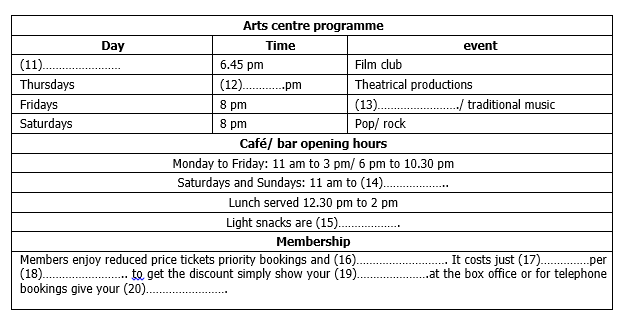 Arts centre programme
Day Time event
(11)…………………… 6.45 pm Film club
Thursdays (12)………….pm Theatrical productions
Fridays 8 pm (13)……………………./ traditional music
Saturdays 8 pm Pop/ rock
Café/ bar opening hours
Monday to Friday: 11 am to 3 pm/ 6 pm to 10.30 pm
Saturdays and Sundays: 11 am to (14)………………..
Lunch served 12.30 pm to 2 pm
Light snacks are (15)……………….
Membership
Members enjoy reduced price tickets priority bookings and (16)………………………. It costs just (17)……………per
(18)…………………….. to get the discount simply show your (19)………………….at the box office or for telephone
bookings give your (20)…………………….